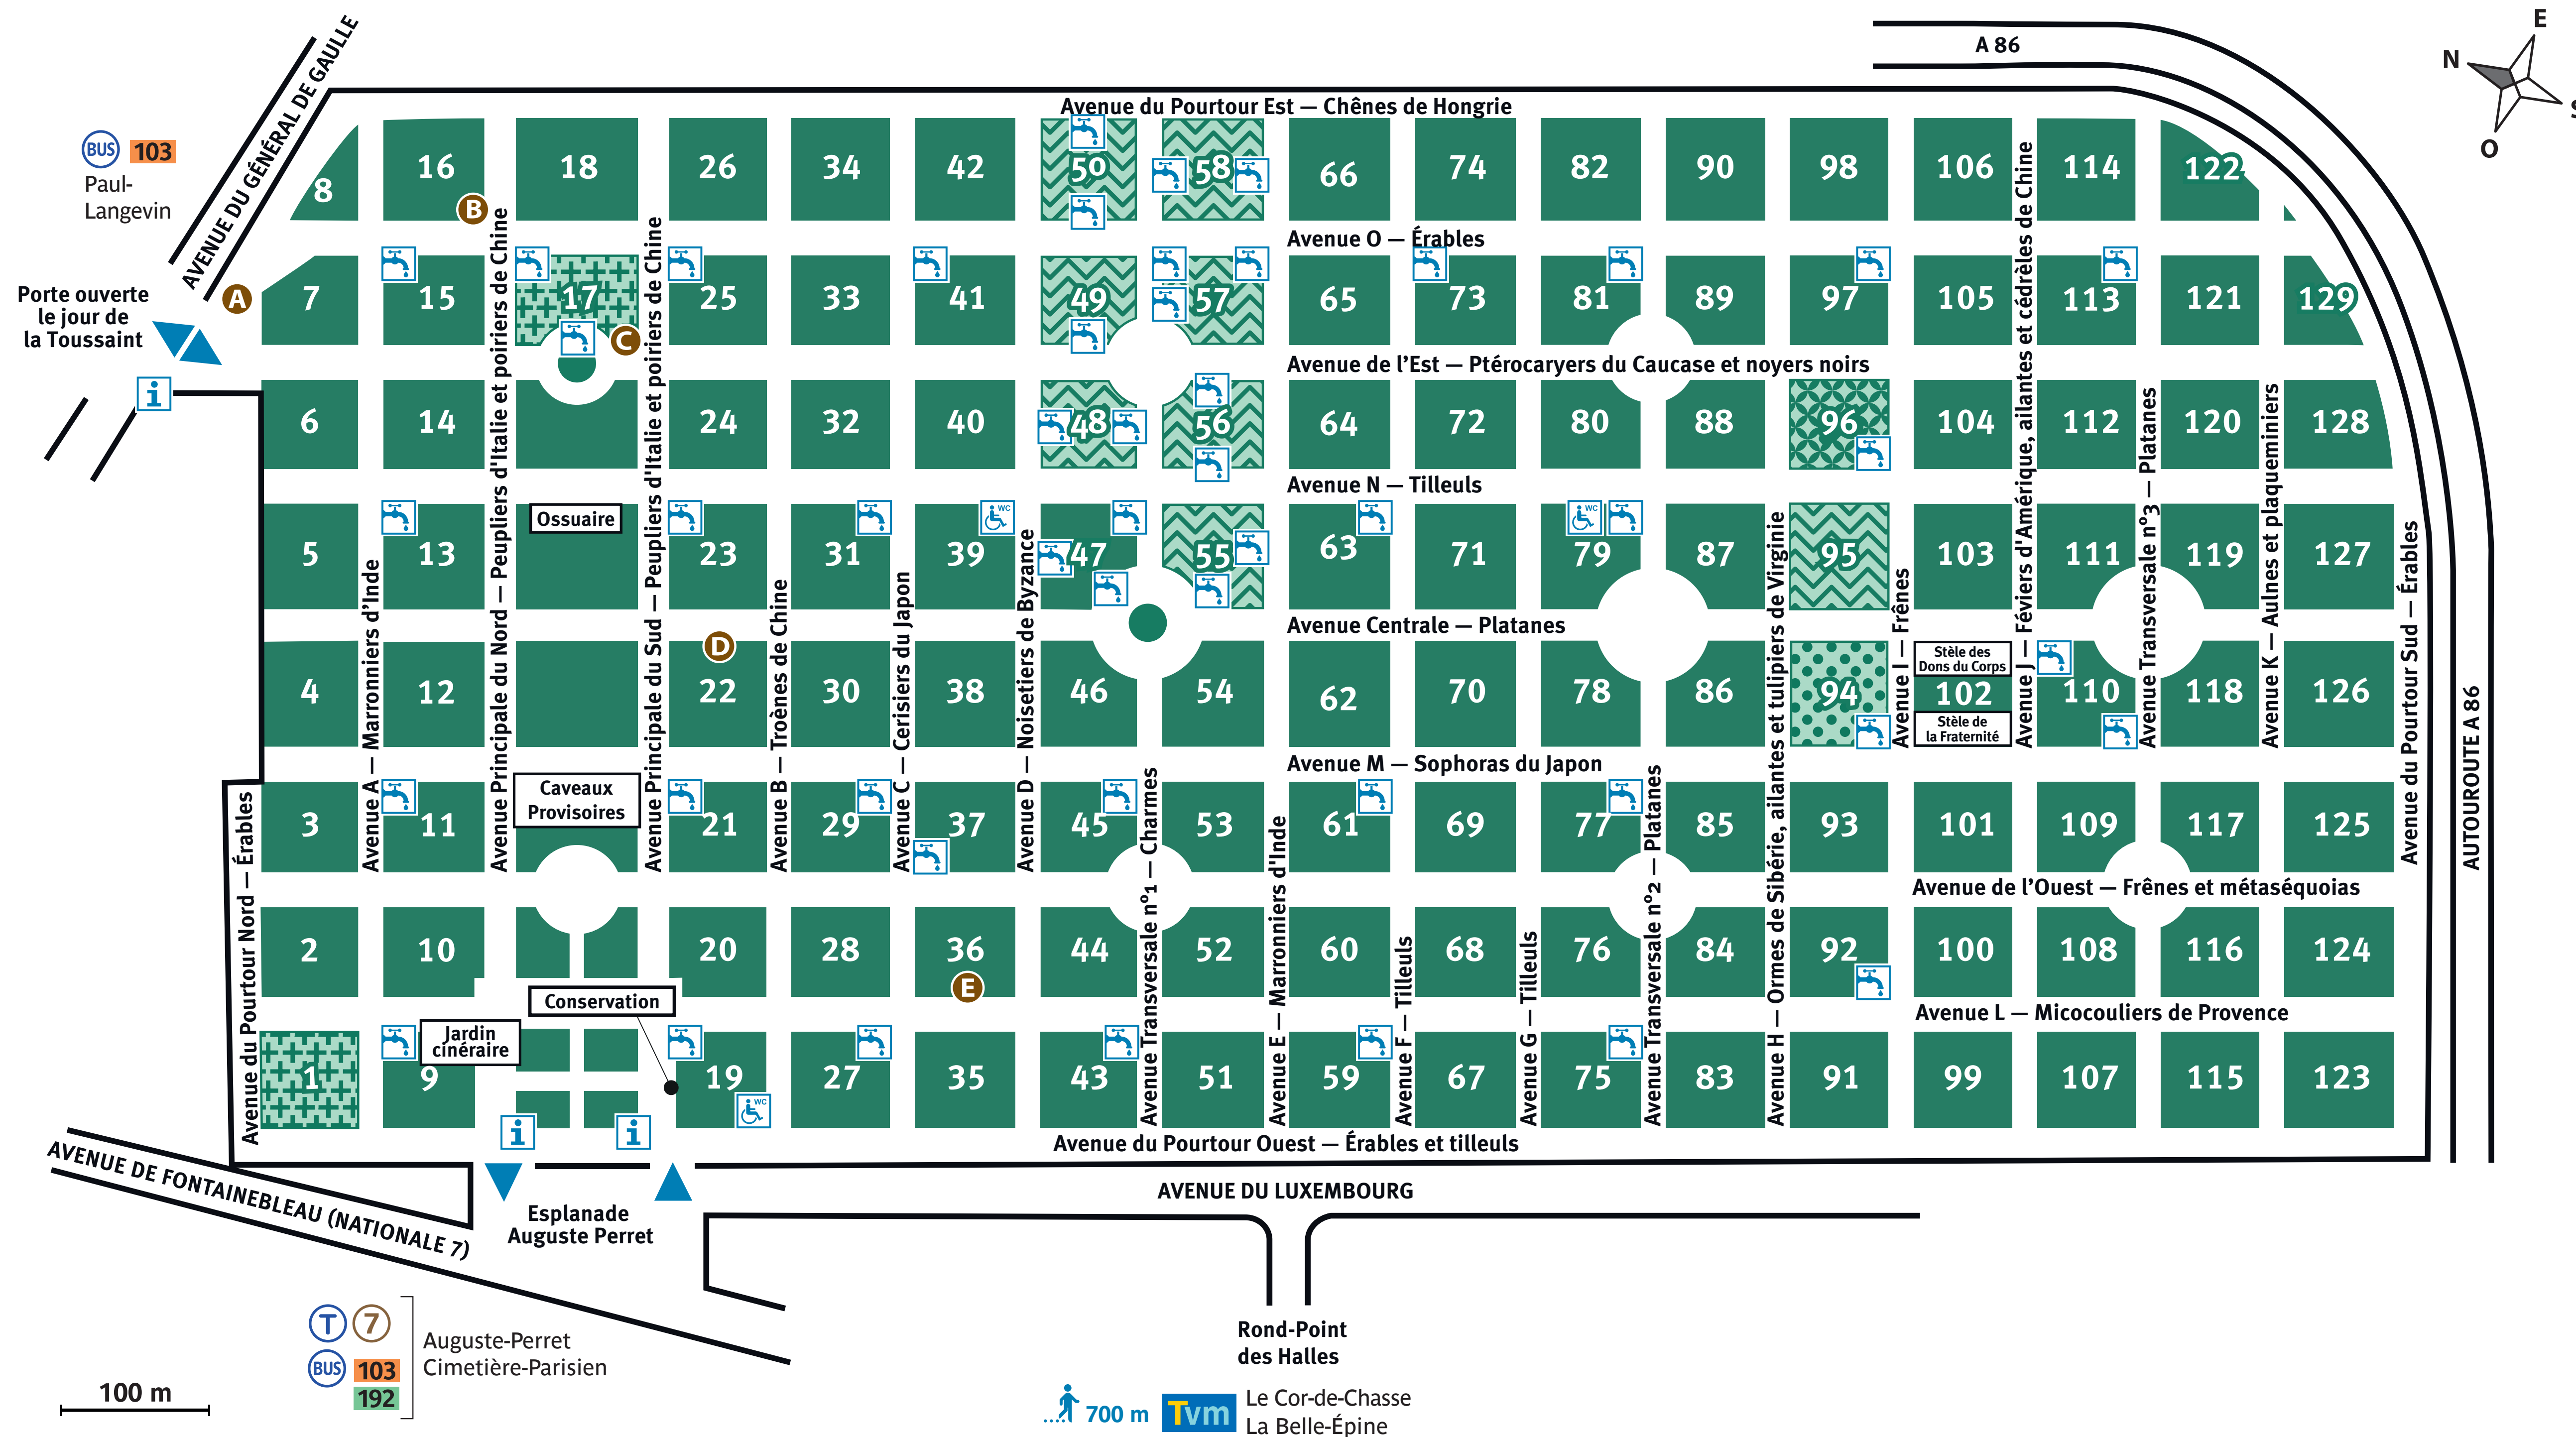 A 86
E
N
S
O
AVENUE DU GÉNÉRAL DE GAULLE
Avenue du Pourtour Est — Chênes de Hongrie
BUS 103
Paul-
Langevin
8 16 18 26 34 42 50 58 66 74 82 90 98 106 114 122
B
Avenue O — Érables
Porte ouverte
le jour de
la Toussaint
A
7 15 17 25 33 41 49 57 65 73 81 89 97 105 113 121 129
C
Avenue de l'Est — Ptérocaryers du Caucase et noyers noirs
i
6 14 24 32 40 48 56 64 72 80 88 96 104 112 120 128
Avenue N — Tilleuls
Ossuaire
WC
WC
5 13 23 31 39 47 55 63 71 79 87 95 103 111 119 127
Avenue Centrale — Platanes
D
Stèle des
Dons du Corps
4 12 22 30 38 46 54 62 70 78 86 94 102 110 118 126
Stèle de
la Fraternité
Avenue M — Sophoras du Japon
Caveaux
Provisoires
3 11 21 29 37 45 53 61 69 77 85 93 101 109 117 125
Avenue de l'Ouest — Frênes et métaséquoias
2 10 20 28 36 44 52 60 68 76 84 92 100 108 116 124
E
Conservation
Avenue L — Micocouliers de Provence
Jardin
cinéraire
1 9 19 27 35 43 51 59 67 75 83 91 99 107 115 123
WC
i
i
Avenue du Pourtour Nord — Érables
Avenue A — Marronniers d'Inde
Avenue Principale du Nord — Peupliers d'Italie et poiriers de Chine
Avenue Principale du Sud — Peupliers d'Italie et poiriers de Chine
Avenue B — Troènes de Chine
Avenue C — Cerisiers du Japon
Avenue D — Noisetiers de Byzance
Avenue Transversale nº1 — Charmes
Avenue E — Marronniers d'Inde
Avenue F — Tilleuls
Avenue G — Tilleuls
Avenue Transversale nº2 — Platanes
Avenue H — Ormes de Sibérie, ailantes et tulipiers de Virginie
Avenue I — Frênes
Avenue J — Féviers d'Amérique, ailantes et cédrèles de Chine
Avenue Transversale nº3 — Platanes
Avenue K — Aulnes et plaqueminiers
Avenue du Pourtour Sud — Érables
AUTOUROUTE A 86
Avenue du Pourtour Ouest — Érables et tilleuls
AVENUE DE FONTAINEBLEAU (NATIONALE 7)
AVENUE DU LUXEMBOURG
Esplanade
Auguste Perret
T 7
BUS 103
192
Auguste-Perret
Cimetière-Parisien
Rond-Point
des Halles
100 m
700 m
Tvm
Le Cor-de-Chasse
La Belle-Épine